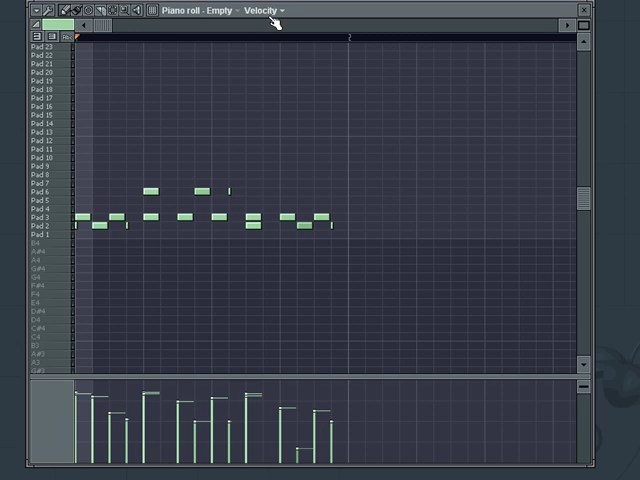 Piano roll - Empty Velocity
2
Pad 23
Pad 22
Pad 21
Pad 20
Pad 19
Pad 18
Pad 17
Pad 16
Pad 15
Pad 14
Pad 13
Pad 12
Pad 11
Pad 10
Pad 9
Pad 8
Pad 7
Pad 6
Pad 5
Pad 4
Pad 3
Pad 2
Pad 1
B4
A#4
A4
G#4
G4
F#4
F4
E4
D#4
D4
C#4
C4
B3
A#3
A3
G#3